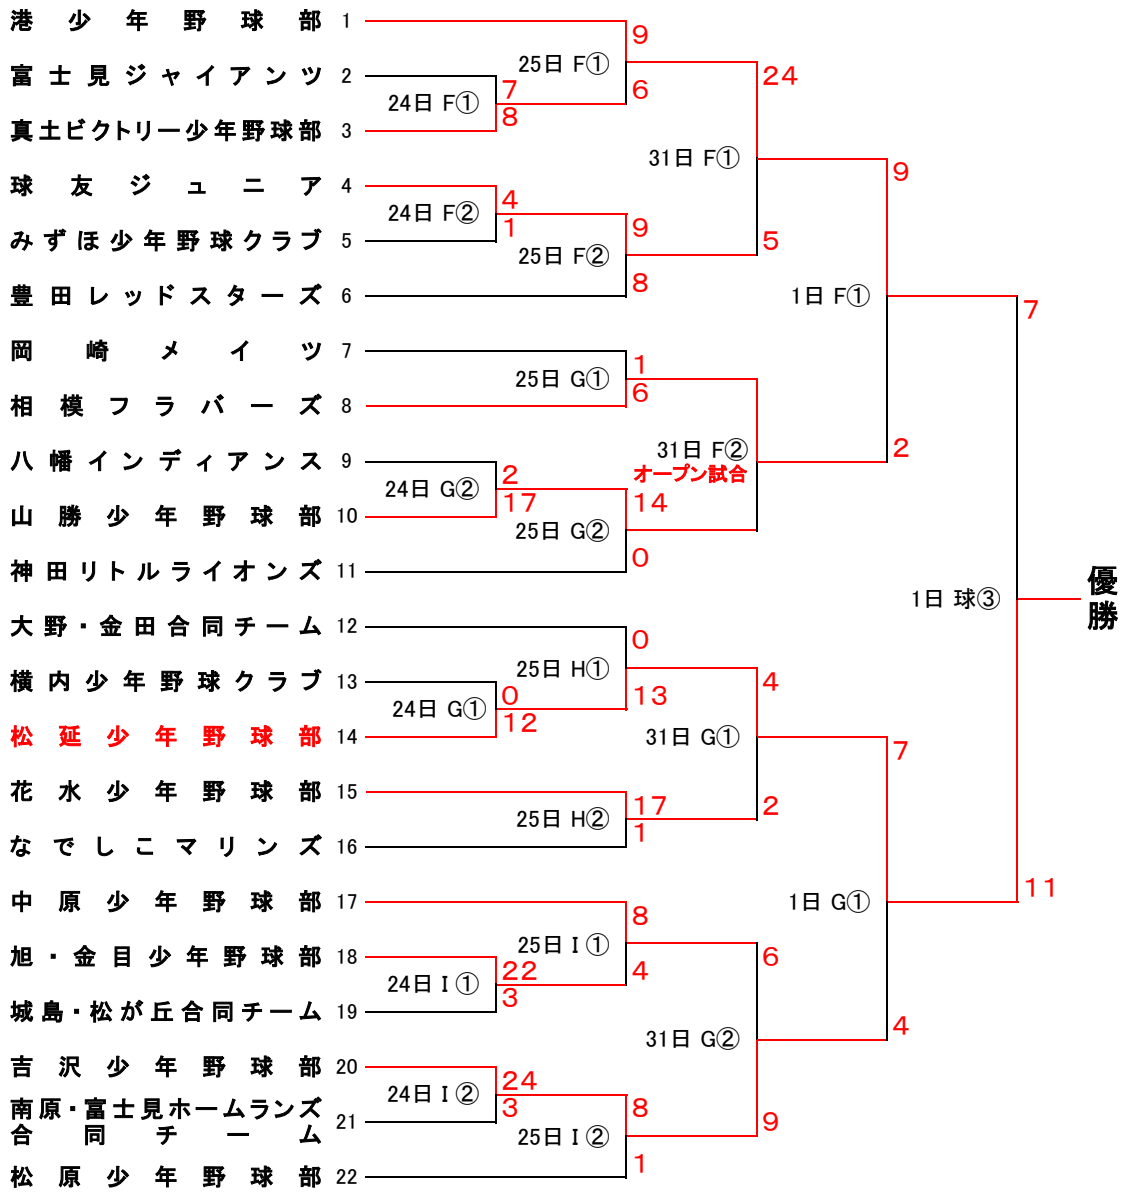 港少年野球部 1
富士見ジャイアンツ 2
真土ビクトリー少年野球部 3
球友ジュニア 4
みずほ少年野球クラブ 5
豊田レッドスターズ 6
岡崎メイツ 7
相模フラバーズ 8
八幡インディアンス 9
山勝少年野球部 10
神田リトルライオンズ 11
大野・金田合同チーム 12
横内少年野球クラブ 13
松延少年野球部 14
花水少年野球部 15
なでしこマリンズ 16
中原少年野球部 17
旭・金目少年野球部 18
城島・松が丘合同チーム 19
吉沢少年野球部 20
南原・富士見ホームランズ
合同チーム 21
松原少年野球部 22
24日 F①
7
8
24日 F②
4
1
24日 G②
2
17
24日 G①
0
12
24日 I ①
22
3
24日 I ②
24
3
25日 F①
9
6
25日 F②
9
8
25日 G①
1
6
25日 G②
14
0
25日 H①
0
13
25日 H②
17
1
25日 I ①
8
4
25日 I ②
8
1
31日 F①
24
5
31日 F②
オープン試合
31日 G①
4
2
31日 G②
6
9
1日 F①
9
2
1日 G①
7
4
1日 球③
7
11
優勝